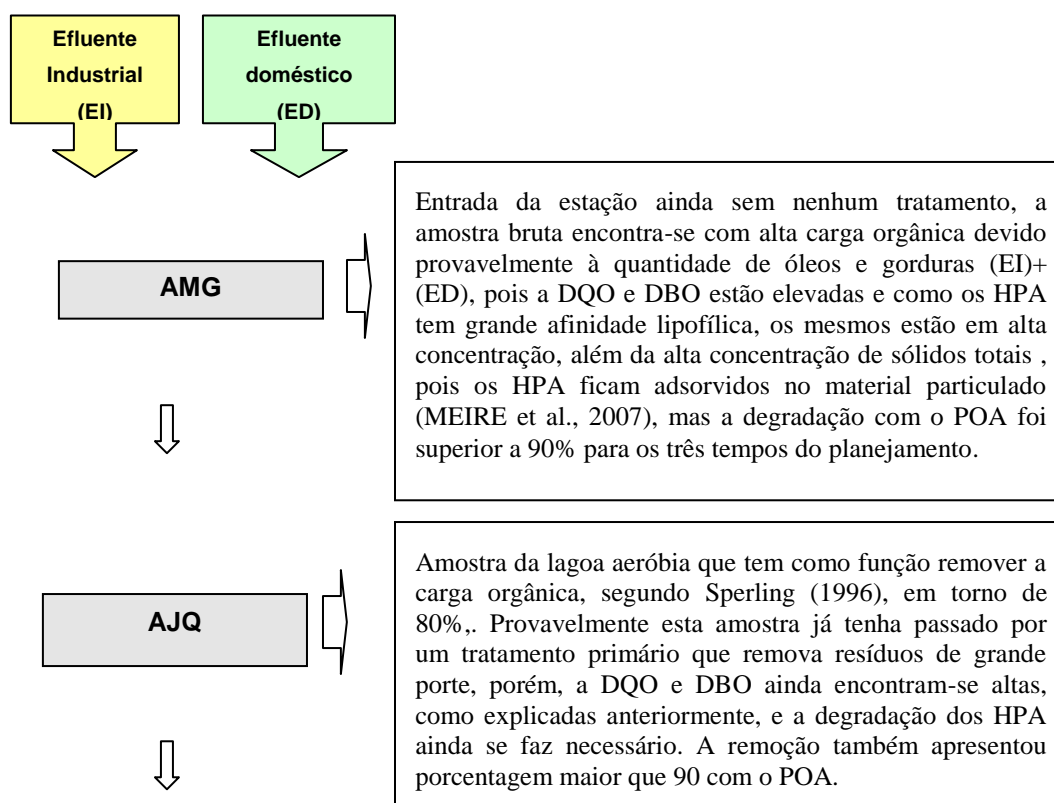 Efluente
Industrial
(EI)
Efluente
doméstico
(ED)
AMG
Entrada da estação ainda sem nenhum tratamento, a
amostra bruta encontra-se com alta carga orgânica devido
provavelmente à quantidade de óleos e gorduras (EI)+
(ED), pois a DQO e DBO estão elevadas e como os HPA
tem grande afinidade lipofílica, os mesmos estão em alta
concentração, além da alta concentração de sólidos totais ,
pois os HPA ficam adsorvidos no material particulado
(MEIRE et al., 2007), mas a degradação com o POA foi
superior a 90% para os três tempos do planejamento.
AJQ
Amostra da lagoa aeróbia que tem como função remover a
carga orgânica, segundo Sperling (1996), em torno de
80%,. Provavelmente esta amostra já tenha passado por
um tratamento primário que remova resíduos de grande
porte, porém, a DQO e DBO ainda encontram-se altas,
como explicadas anteriormente, e a degradação dos HPA
ainda se faz necessário. A remoção também apresentou
porcentagem maior que 90 com o POA.